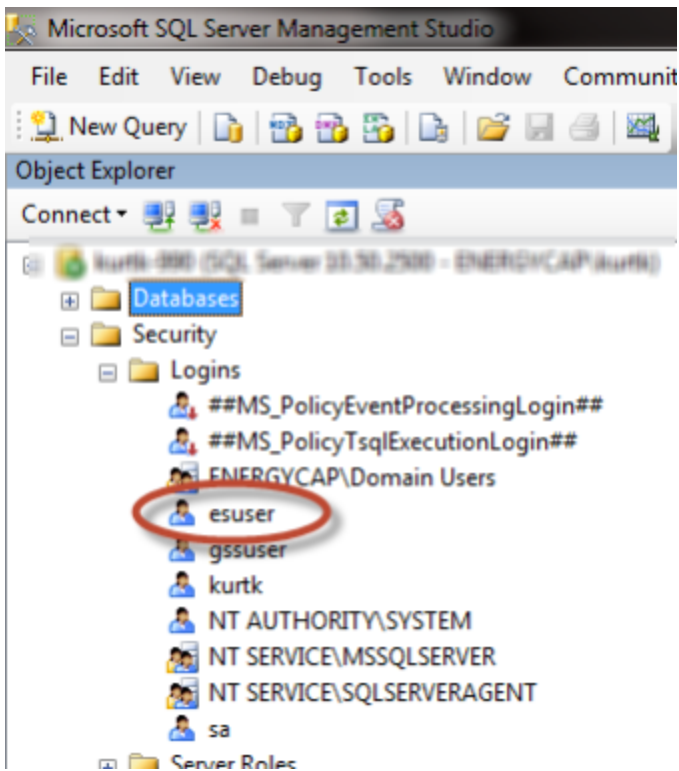 Microsoft SQL Server Management Studio
File Edit View Debug Tools Window Communit
New Query
Object Explorer
Connect
Databases
Security
Logins
##MS_PolicyEventProcessingLogin##
##MS_PolicyTsqlExecutionLogin##
ENERGYCAP\Domain Users
esuser
gssuser
kurtk
NT AUTHORITY\SYSTEM
NT SERVICE\MSSQLSERVER
NT SERVICE\SQLSERVERAGENT
sa
Server Roles